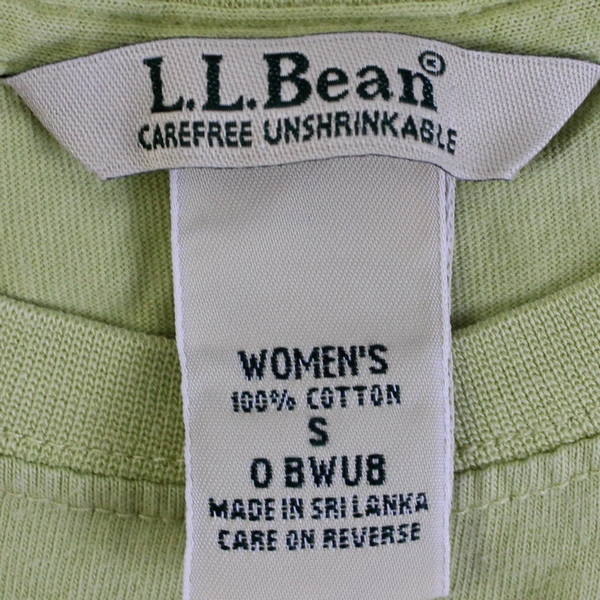 L.L.Bean®
CAREFREE UNSHRINKABLE
WOMEN'S
100% COTTON
S
0 BWU8
MADE IN SRI LANKA
CARE ON REVERSE